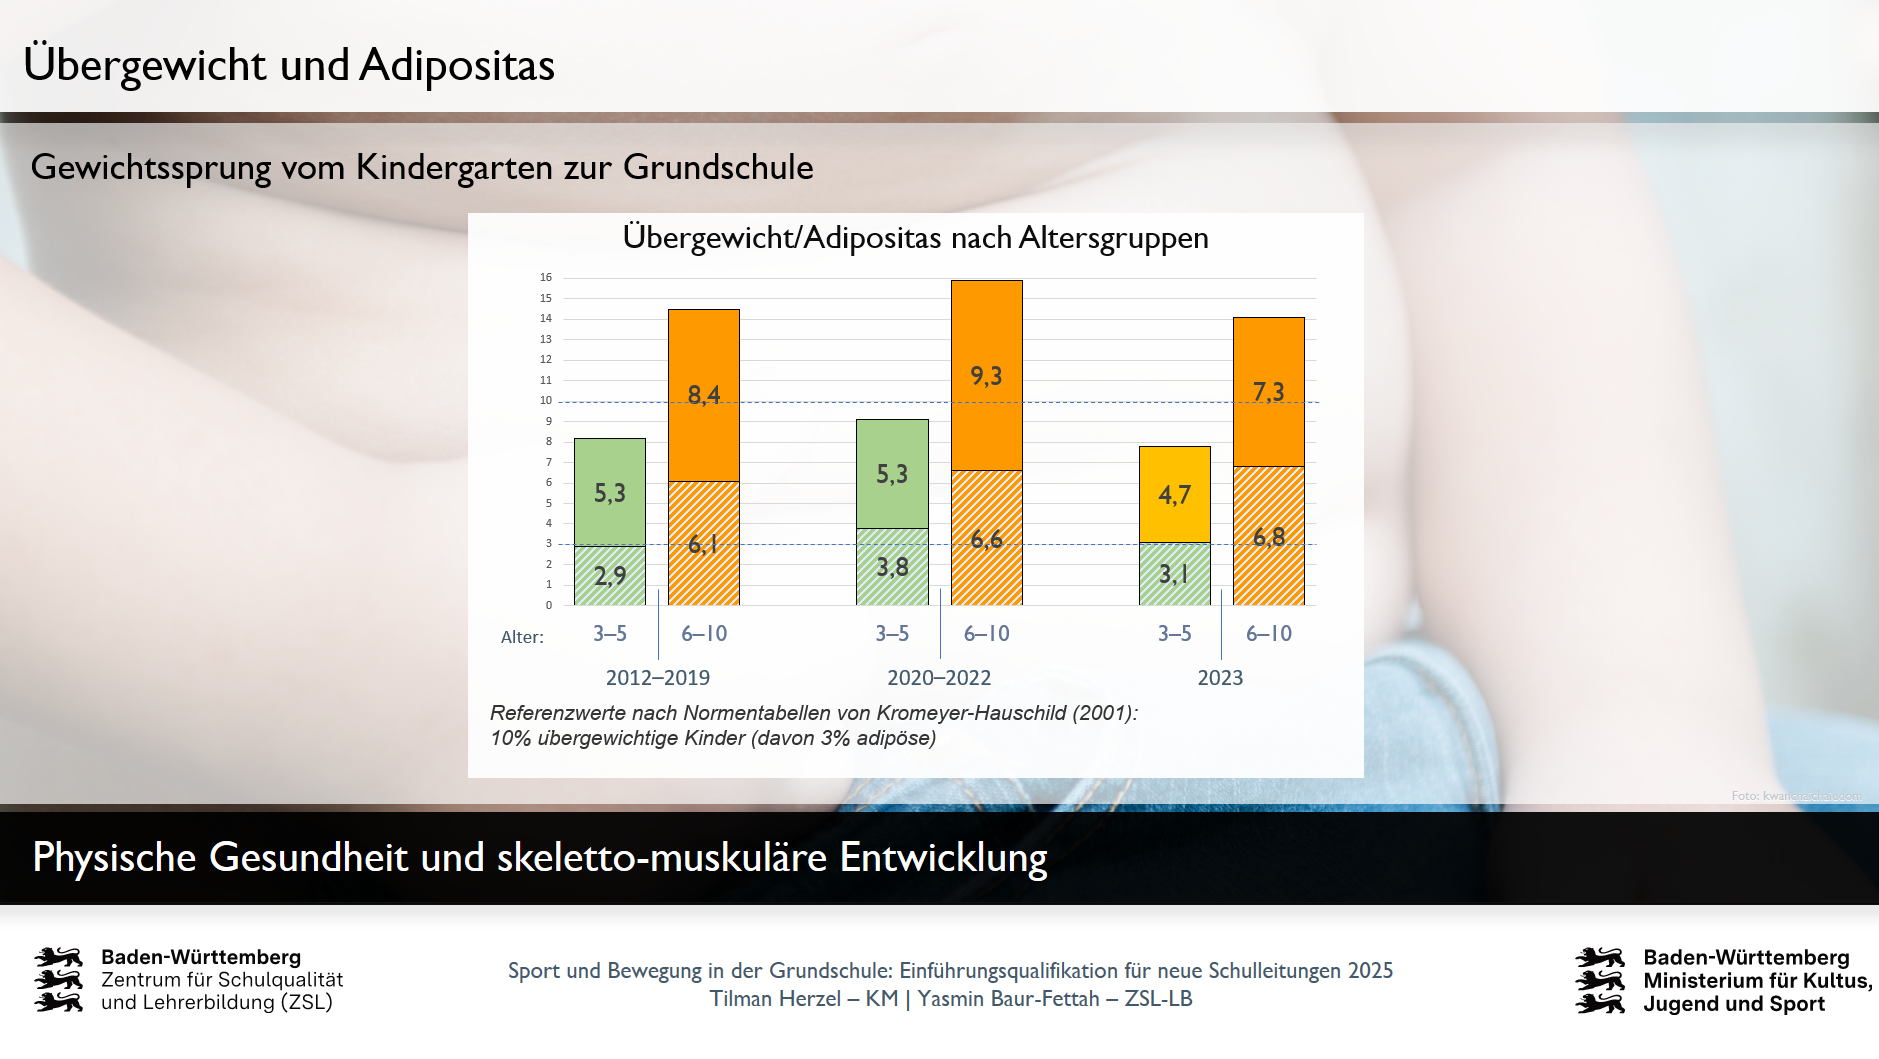 Übergewicht und Adipositas
Gewichtssprung vom Kindergarten zur Grundschule
Übergewicht/Adipositas nach Altersgruppen
16
15
14
13
12
11
10
9
8
7
6
5
4
3
2
1
0
5,3
2,9
8,4
6,1
5,3
3,8
9,3
6,6
4,7
3,1
7,3
6,8
Alter: 3–5 6–10 3–5 6–10 3–5 6–10
2012–2019 2020–2022 2023
Referenzwerte nach Normentabellen von Kromeyer-Hauschild (2001):
10% übergewichtige Kinder (davon 3% adipöse)
Foto: kwanchaichaiudom
Physische Gesundheit und skeletto-muskuläre Entwicklung
Baden-Württemberg
Zentrum für Schulqualität
und Lehrerbildung (ZSL)
Sport und Bewegung in der Grundschule: Einführungsqualifikation für neue Schulleitungen 2025
Tilman Herzel – KM | Yasmin Baur-Fettah – ZSL-LB
Baden-Württemberg
Ministerium für Kultus,
Jugend und Sport